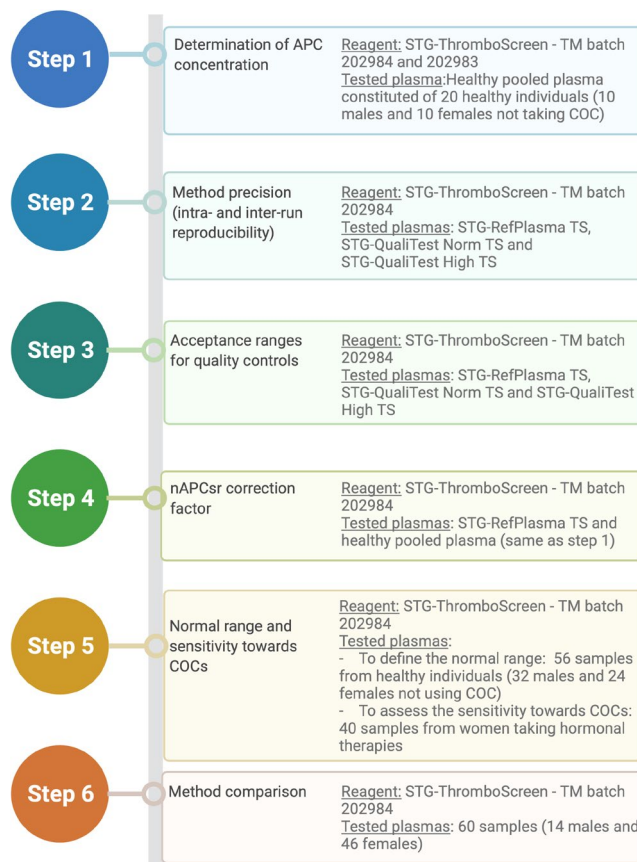 Step 1
Determination of APC
concentration
Reagent: STG-ThromboScreen - TM batch
202984 and 202983
Tested plasma:Healthy pooled plasma
constituted of 20 healthy individuals (10
males and 10 females not taking COC)
Step 2
Method precision
(intra- and inter-run
reproducibility)
Reagent: STG-ThromboScreen - TM batch
202984
Tested plasmas: STG-RefPlasma TS,
STG-QualiTest Norm TS and
STG-QualiTest High TS
Step 3
Acceptance ranges
for quality controls
Reagent: STG-ThromboScreen - TM batch
202984
Tested plasmas: STG-RefPlasma TS,
STG-QualiTest Norm TS and STG-QualiTest
High TS
Step 4
nAPCsr correction
factor
Reagent: STG-ThromboScreen - TM batch
202984
Tested plasmas: STG-RefPlasma TS and
healthy pooled plasma (same as step 1)
Step 5
Normal range and
sensitivity towards
COCs
Reagent: STG-ThromboScreen - TM batch
202984
Tested plasmas:
- To define the normal range: 56 samples
from healthy individuals (32 males and 24
females not using COC)
- To assess the sensitivity towards COCs:
40 samples from women taking hormonal
therapies
Step 6
Method comparison
Reagent: STG-ThromboScreen - TM batch
202984
Tested plasmas: 60 samples (14 males and
46 females)